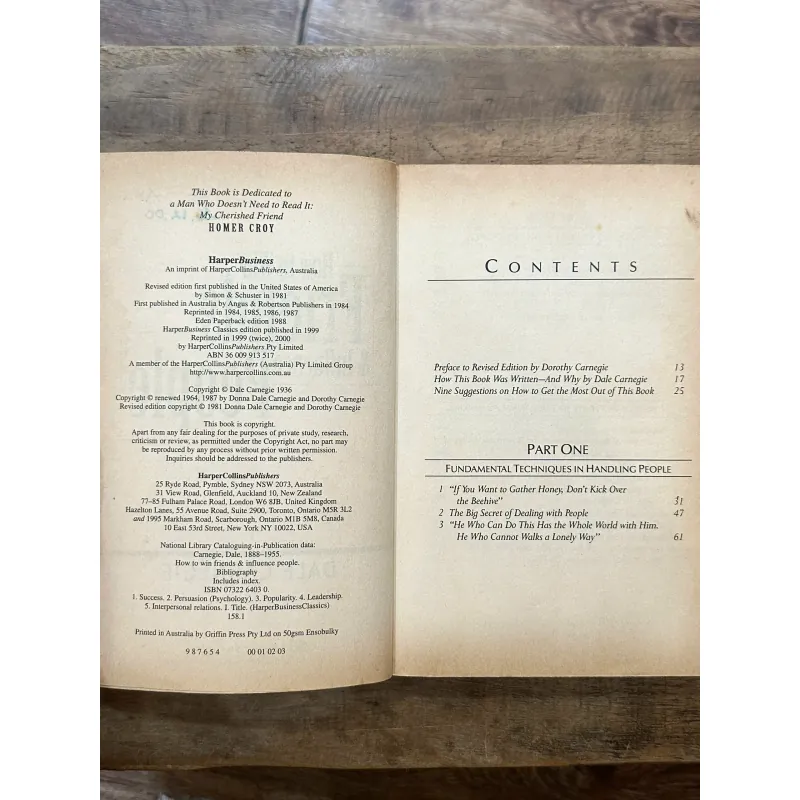 This Book is Dedicated to
a Man Who Doesn't Need to Read It:
My Cherished Friend
HOMER CROY
HarperBusiness
An imprint of HarperCollinsPublishers, Australia
Revised edition first published in the United States of America
by Simon & Schuster in 1981
First published in Australia by Angus & Robertson Publishers in 1984
Reprinted in 1984, 1985, 1986, 1987
Eden Paperback edition 1988
HarperBusiness Classics edition published in 1999
Reprinted in 1999 (twice), 2000
by HarperCollinsPublishers Pty Limited
ABN 36 009 913 517
A member of the HarperCollinsPublishers (Australia) Pty Limited Group
http://www.harpercollins.com.au
Copyright © Dale Carnegie 1936
Copyright © renewed 1964, 1987 by Donna Dale Carnegie and Dorothy Carnegie
Revised edition copyright © 1981 Donna Dale Carnegie and Dorothy Carnegie
This book is copyright.
Apart from any fair dealing for the purposes of private study, research,
criticism or review, as permitted under the Copyright Act, no part may
be reproduced by any process without prior written permission.
Inquiries should be addressed to the publishers.
HarperCollinsPublishers
25 Ryde Road, Pymble, Sydney NSW 2073, Australia
31 View Road, Glenfield, Auckland 10, New Zealand
77–85 Fulham Palace Road, London W6 8JB, United Kingdom
Hazelton Lanes, 55 Avenue Road, Suite 2900, Toronto, Ontario M5R 3L2
and 1995 Markham Road, Scarborough, Ontario M1B 5M8, Canada
10 East 53rd Street, New York NY 10022, USA
National Library Cataloguing-in-Publication data:
Carnegie, Dale, 1888–1955.
How to win friends & influence people.
Bibliography
Includes index.
ISBN 07322 6403 0.
1. Success. 2. Persuasion (Psychology). 3. Popularity. 4. Leadership.
5. Interpersonal relations. I. Title. (HarperBusinessClassics)
158.1
Printed in Australia by Griffin Press Pty Ltd on 50gsm Ensobulky
9 8 7 6 5 4 00 01 02 03
CONTENTS
Preface to Revised Edition by Dorothy Carnegie 13
How This Book Was Written—And Why by Dale Carnegie 17
Nine Suggestions on How to Get the Most Out of This Book 25
PART ONE
FUNDAMENTAL TECHNIQUES IN HANDLING PEOPLE
1 "If You Want to Gather Honey, Don't Kick Over
the Beehive" 31
2 The Big Secret of Dealing with People 47
3 "He Who Can Do This Has the Whole World with Him.
He Who Cannot Walks a Lonely Way" 61